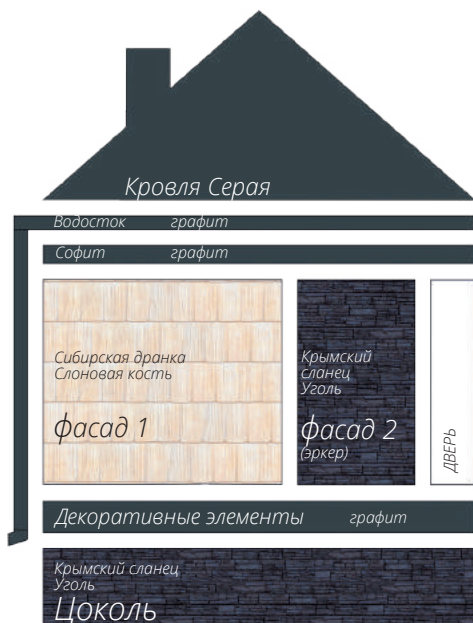 Кровля Серая
Водосток графит
Софит графит
Сибирская дранка
Слоновая кость
фасад 1
Крымский
сланец
Уголь
фасад 2
(эркер)
ДВЕРЬ
Декоративные элементы графит
Крымский сланец
Уголь
Цоколь